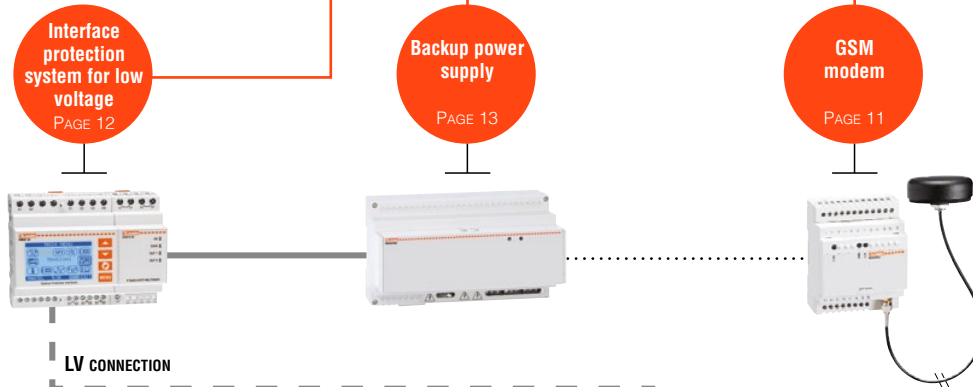 Interface
protection
system for low
voltage
PAGE 12
Backup power
supply
PAGE 13
GSM
modem
PAGE 11
LV CONNECTION